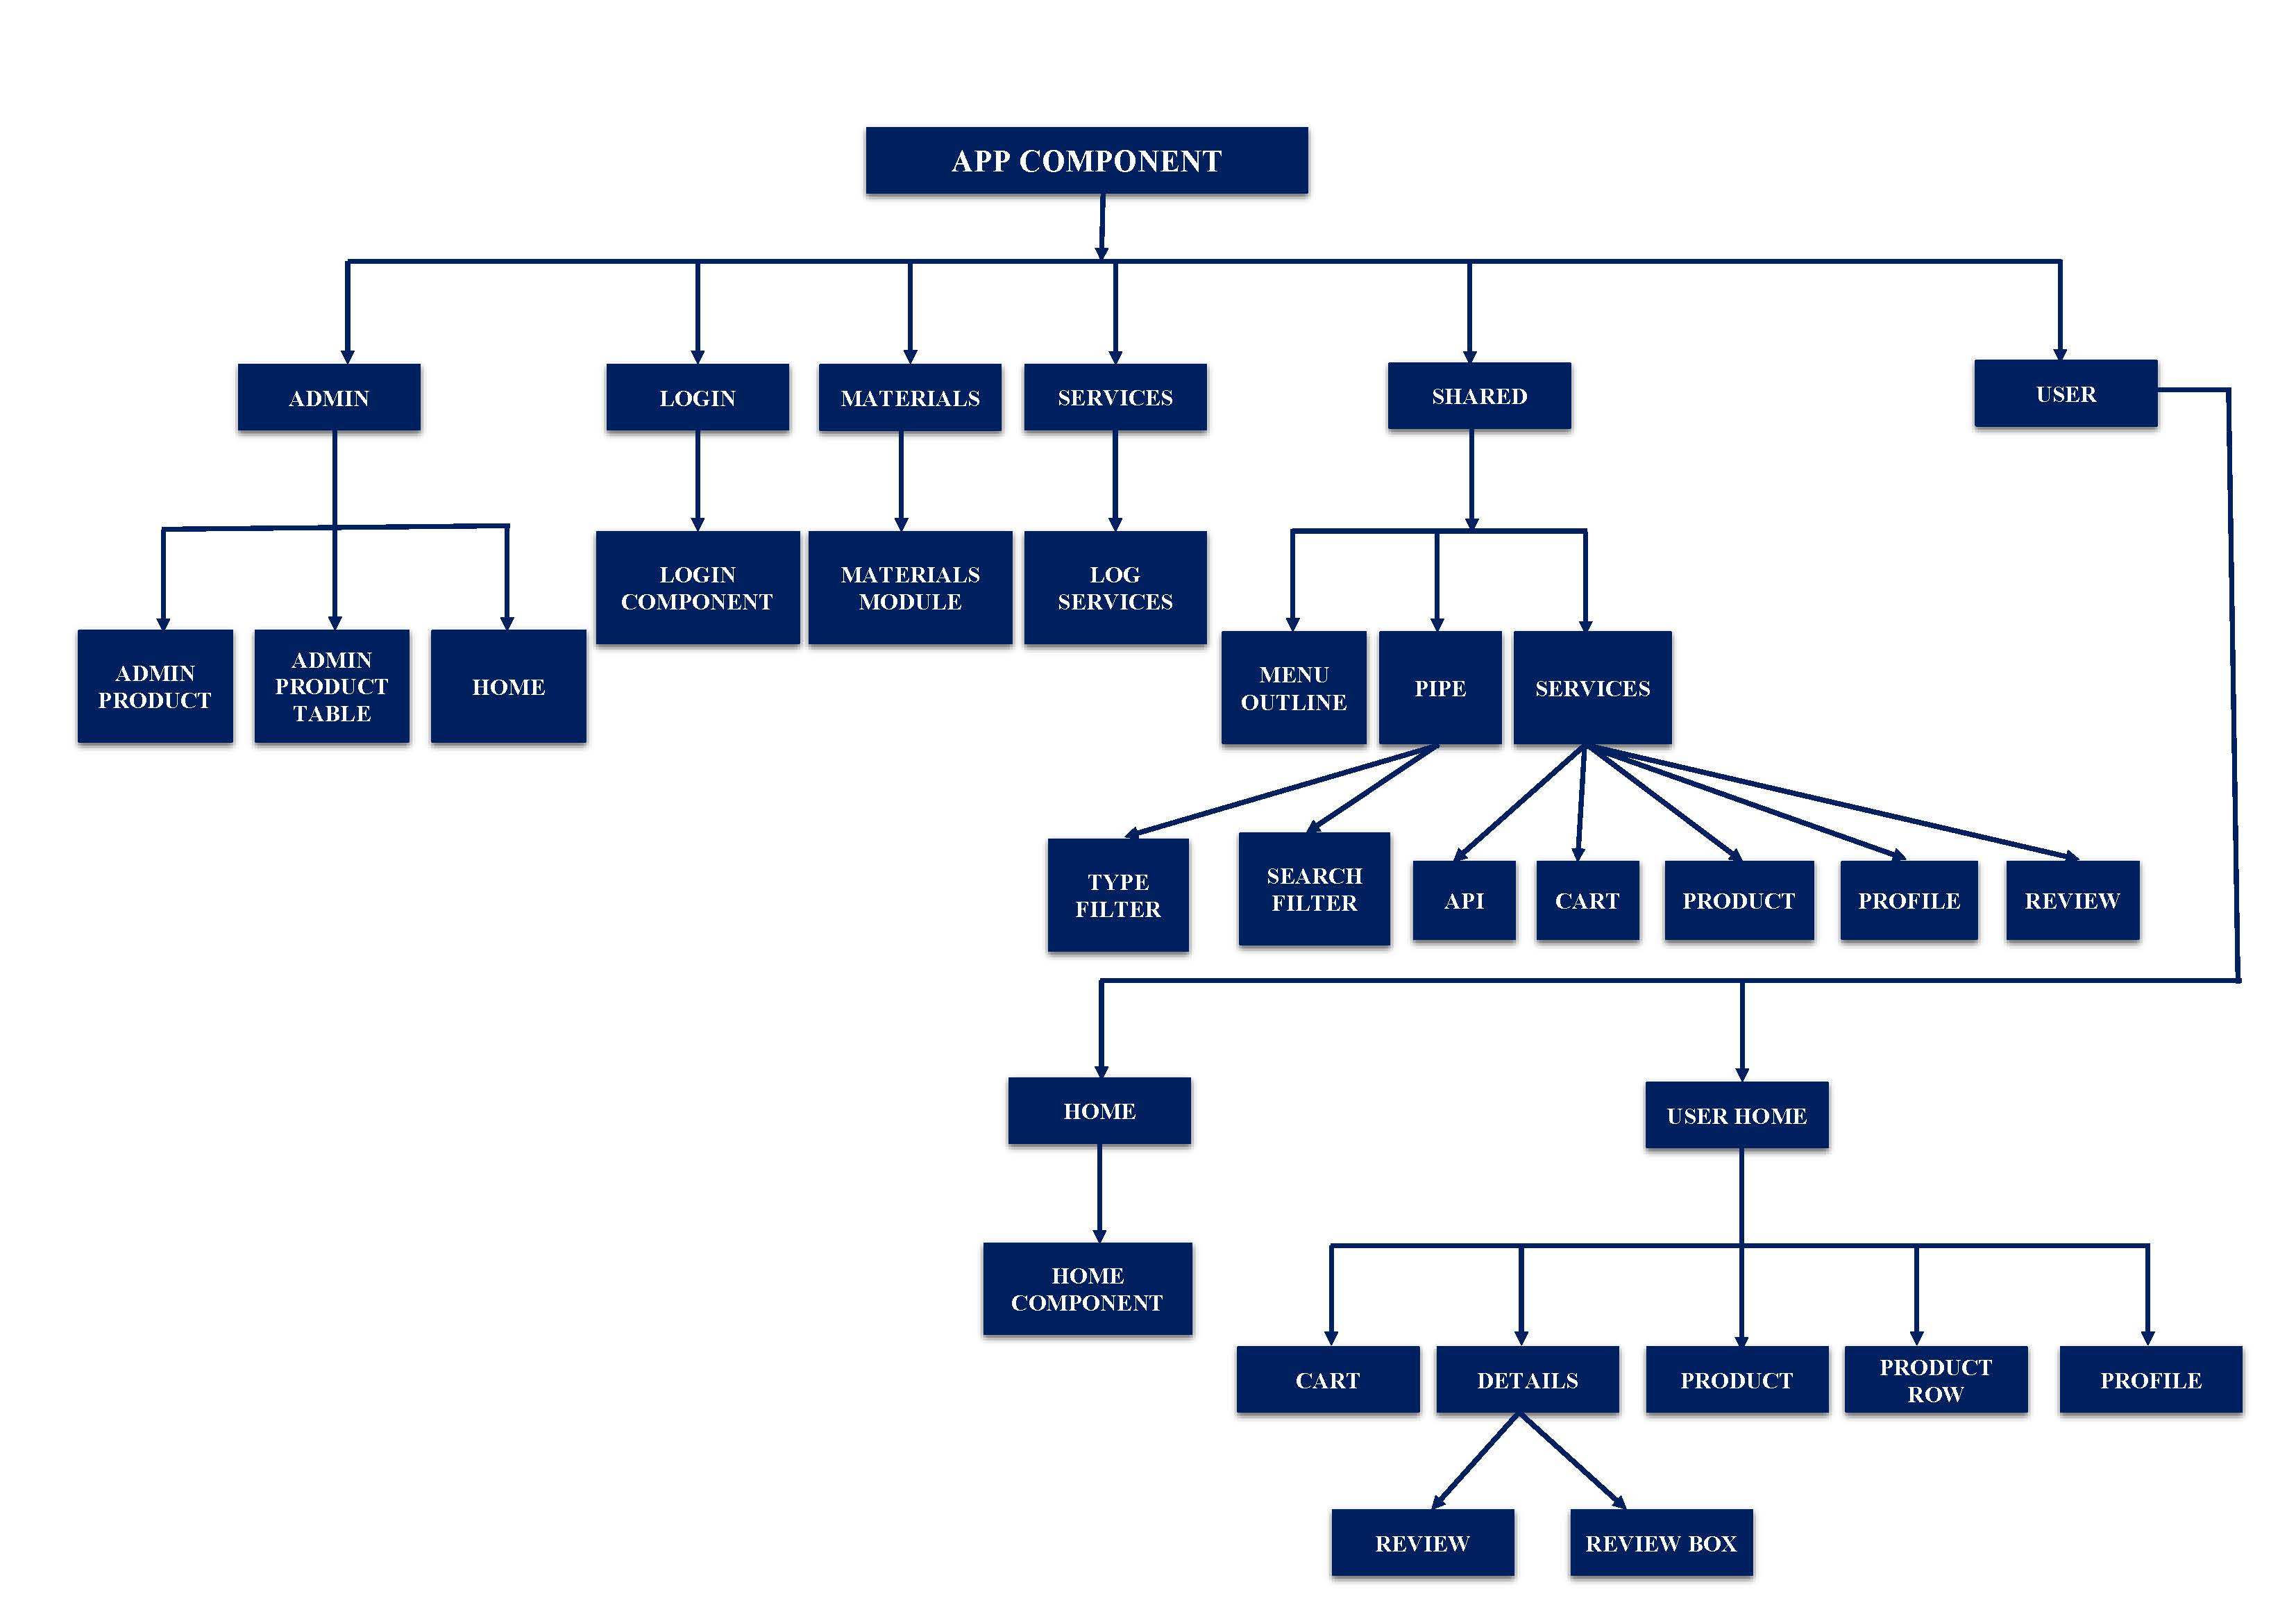 APP COMPONENT
ADMIN
LOGIN
MATERIALS
SERVICES
SHARED
USER
LOGIN
COMPONENT
MATERIALS
MODULE
LOG
SERVICES
ADMIN
PRODUCT
ADMIN
PRODUCT
TABLE
HOME
MENU
OUTLINE
PIPE
SERVICES
TYPE
FILTER
SEARCH
FILTER
API
CART
PRODUCT
PROFILE
REVIEW
HOME
USER HOME
HOME
COMPONENT
CART
DETAILS
PRODUCT
PRODUCT
ROW
PROFILE
REVIEW
REVIEW BOX